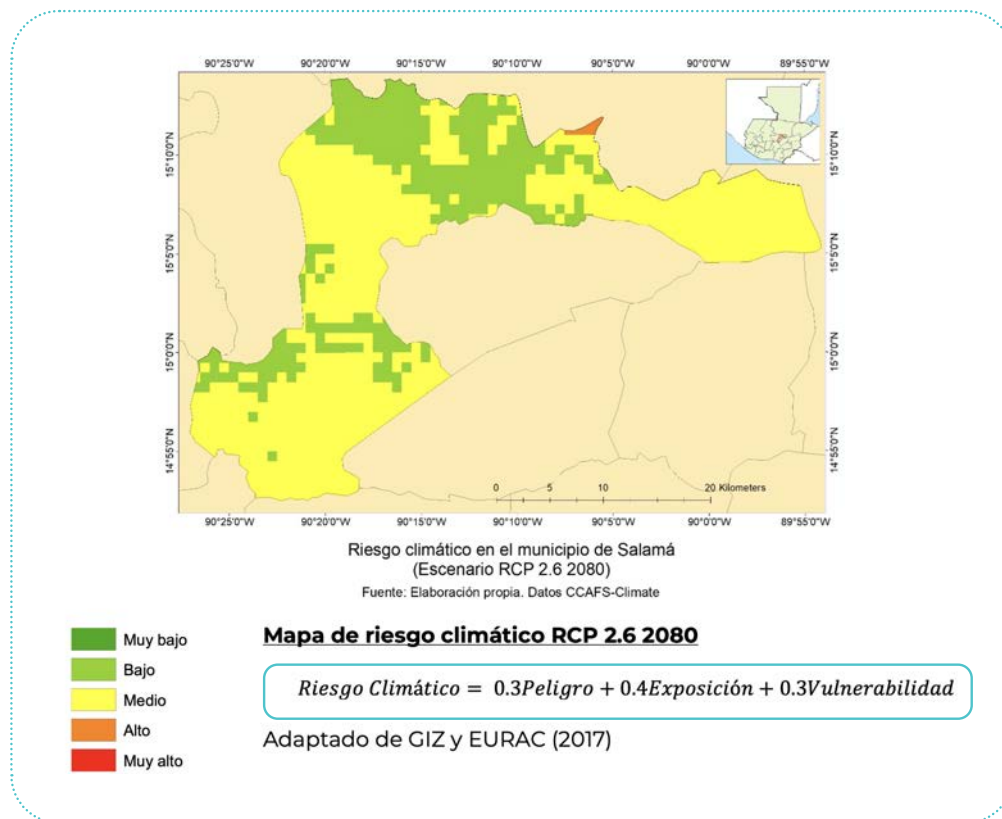 90°25'0"W 90°20'0"W 90°15'0"W 90°10'0"W 90°5'0"W 90°0'0"W 89°55'0"W
15°10'0"N 15°10'0"N
15°5'0"N 15°5'0"N
15°0'0"N 15°0'0"N
14°55'0"N 14°55'0"N
0 5 10 20 Kilometers
90°25'0"W 90°20'0"W 90°15'0"W 90°10'0"W 90°5'0"W 90°0'0"W 89°55'0"W
Riesgo climático en el municipio de Salamá
(Escenario RCP 2.6 2080)
Fuente: Elaboración propia. Datos CCAFS-Climate
Muy bajo
Bajo
Medio
Alto
Muy alto
Mapa de riesgo climático RCP 2.6 2080
Riesgo Climático = 0.3Peligro + 0.4Exposición + 0.3Vulnerabilidad
Adaptado de GIZ y EURAC (2017)